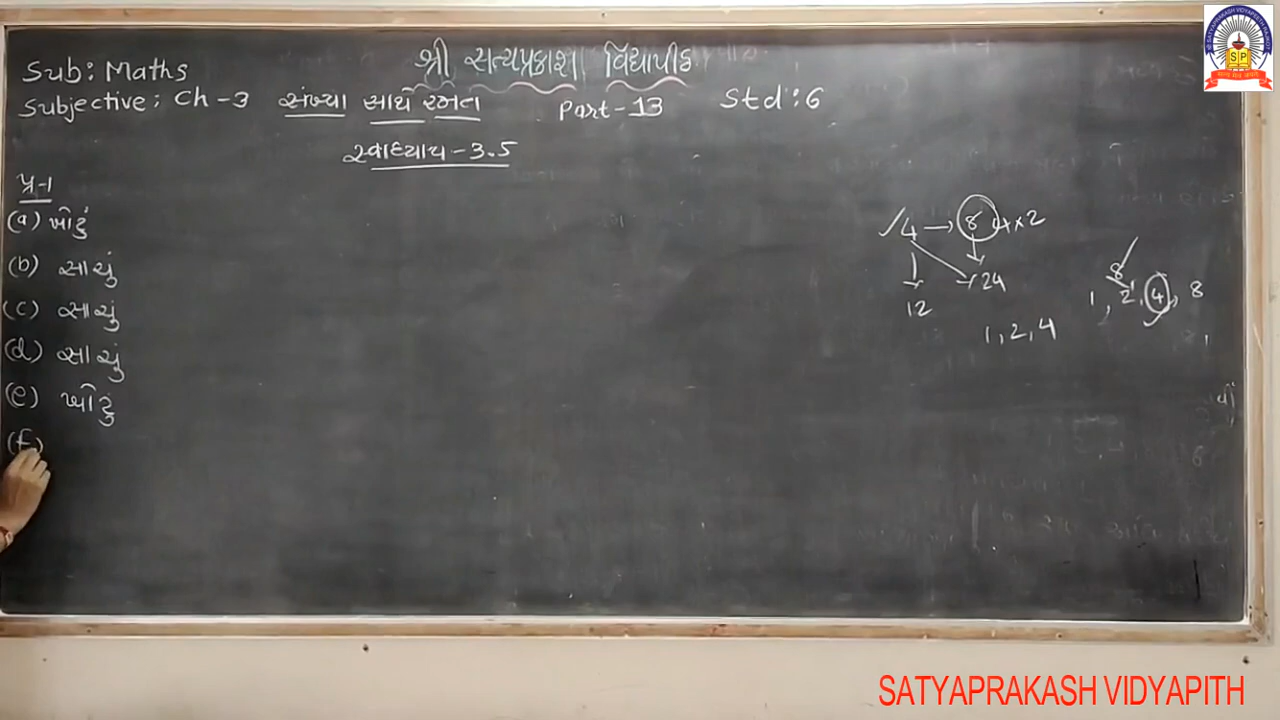 શ્રી સત્યપ્રકાશ વિદ્યાપીઠ
Sub: Maths
Subjective: Ch-3 સંખ્યા સાથે રમત Part-13 Std: 6
સ્વાધ્યાય-3.5
પ્ર-1
(a) ખોટું
(b) સાચું
(c) સાચું
(d) સાચું
(e) ખોટું
(f)
✓4 → 8 4×2
12 24
1, 2, 4
8
1, 2, 4, 8
SATYAPRAKASH VIDYAPITH